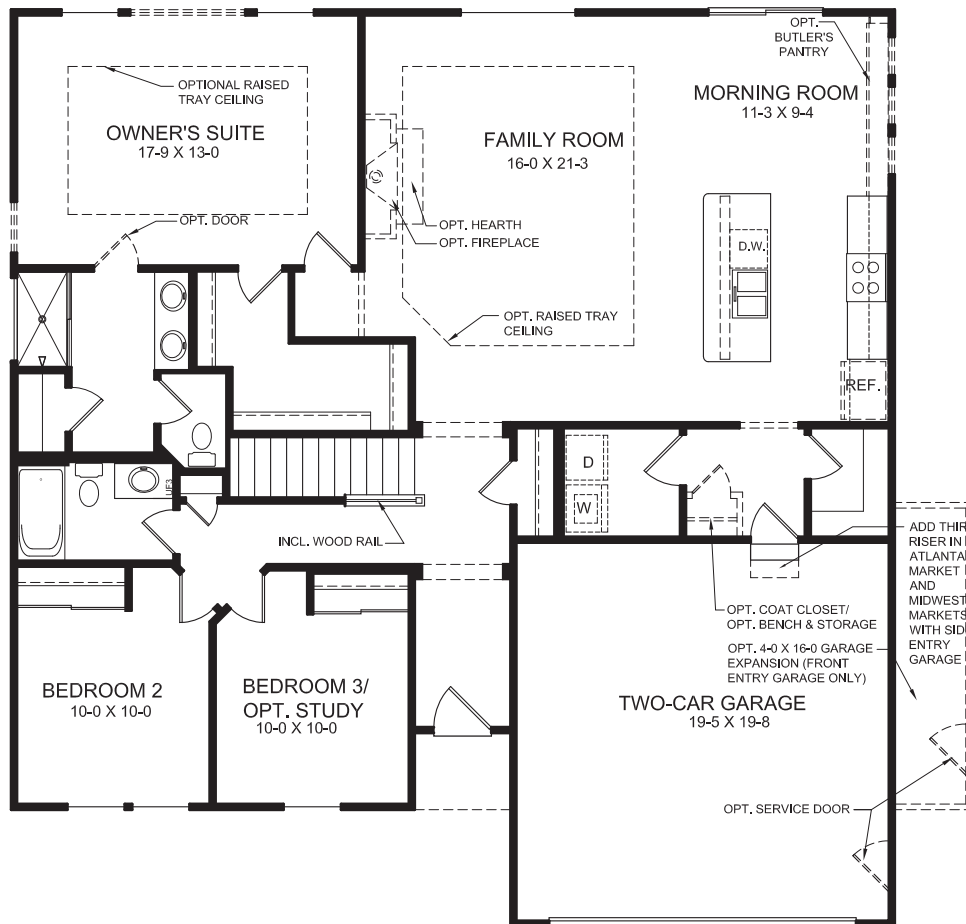 OPT.
BUTLER'S
PANTRY
OPTIONAL RAISED
TRAY CEILING
MORNING ROOM
11-3 X 9-4
OWNER'S SUITE
17-9 X 13-0
FAMILY ROOM
16-0 X 21-3
OPT. DOOR
OPT. HEARTH
OPT. FIREPLACE
D.W.
OPT. RAISED TRAY
CEILING
REF.
D
W
UF3
INCL. WOOD RAIL
ADD THIR
RISER IN
ATLANTA
MARKET
AND
MIDWEST
MARKETS
WITH SID
ENTRY
GARAGE
OPT. COAT CLOSET/
OPT. BENCH & STORAGE
OPT. 4-0 X 16-0 GARAGE
EXPANSION (FRONT
ENTRY GARAGE ONLY)
BEDROOM 2
10-0 X 10-0
BEDROOM 3/
OPT. STUDY
10-0 X 10-0
TWO-CAR GARAGE
19-5 X 19-8
OPT. SERVICE DOOR